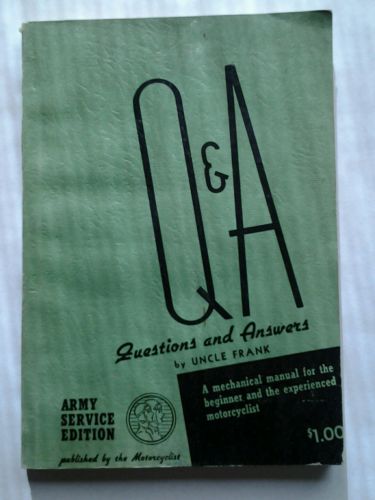 Q & A
Questions and Answers
by UNCLE FRANK
A mechanical manual for the
beginner and the experienced
motorcyclist
$1.00
ARMY
SERVICE
EDITION
published by the Motorcyclist